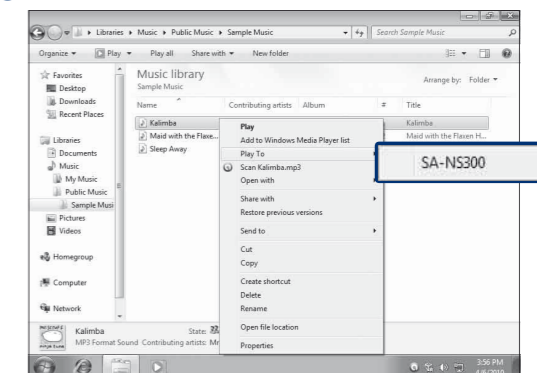 Libraries ▸ Music ▸ Public Music ▸ Sample Music Search Sample Music
Organize Play Play all Share with New folder
Favorites
Desktop
Downloads
Recent Places
Libraries
Documents
Music
My Music
Public Music
Sample Musi
Pictures
Videos
Homegroup
Computer
Network
Music library
Sample Music
Arrange by: Folder
Name Contributing artists Album # Title
Kalimba Kalimba
Maid with the Flaxe... Maid with the Flaxen H...
Sleep Away
Play
Add to Windows Media Player list
Play To
SA-NS300
Scan Kalimba.mp3
Open with
Share with
Restore previous versions
Send to
Cut
Copy
Create shortcut
Delete
Rename
Open file location
Properties
Kalimba State:
MP3 Format Sound Contributing artists: Mr
3:56 PM